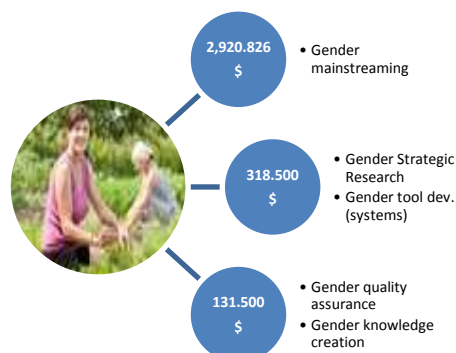 2,920.826
$
• Gender
mainstreaming
318.500
$
• Gender Strategic
Research
• Gender tool dev.
(systems)
131.500
$
• Gender quality
assurance
• Gender knowledge
creation